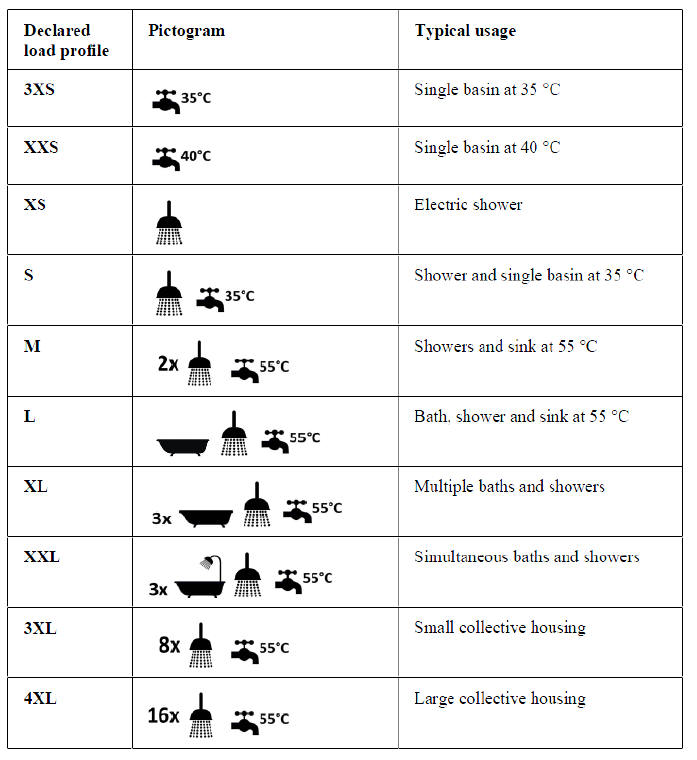 Declared load profile Pictogram Typical usage
3XS 35°C Single basin at 35 °C
XXS 40°C Single basin at 40 °C
XS Electric shower
S 35°C Shower and single basin at 35 °C
M 2x 55°C Showers and sink at 55 °C
L 55°C Bath, shower and sink at 55 °C
XL 3x 55°C Multiple baths and showers
XXL 3x 55°C Simultaneous baths and showers
3XL 8x 55°C Small collective housing
4XL 16x 55°C Large collective housing